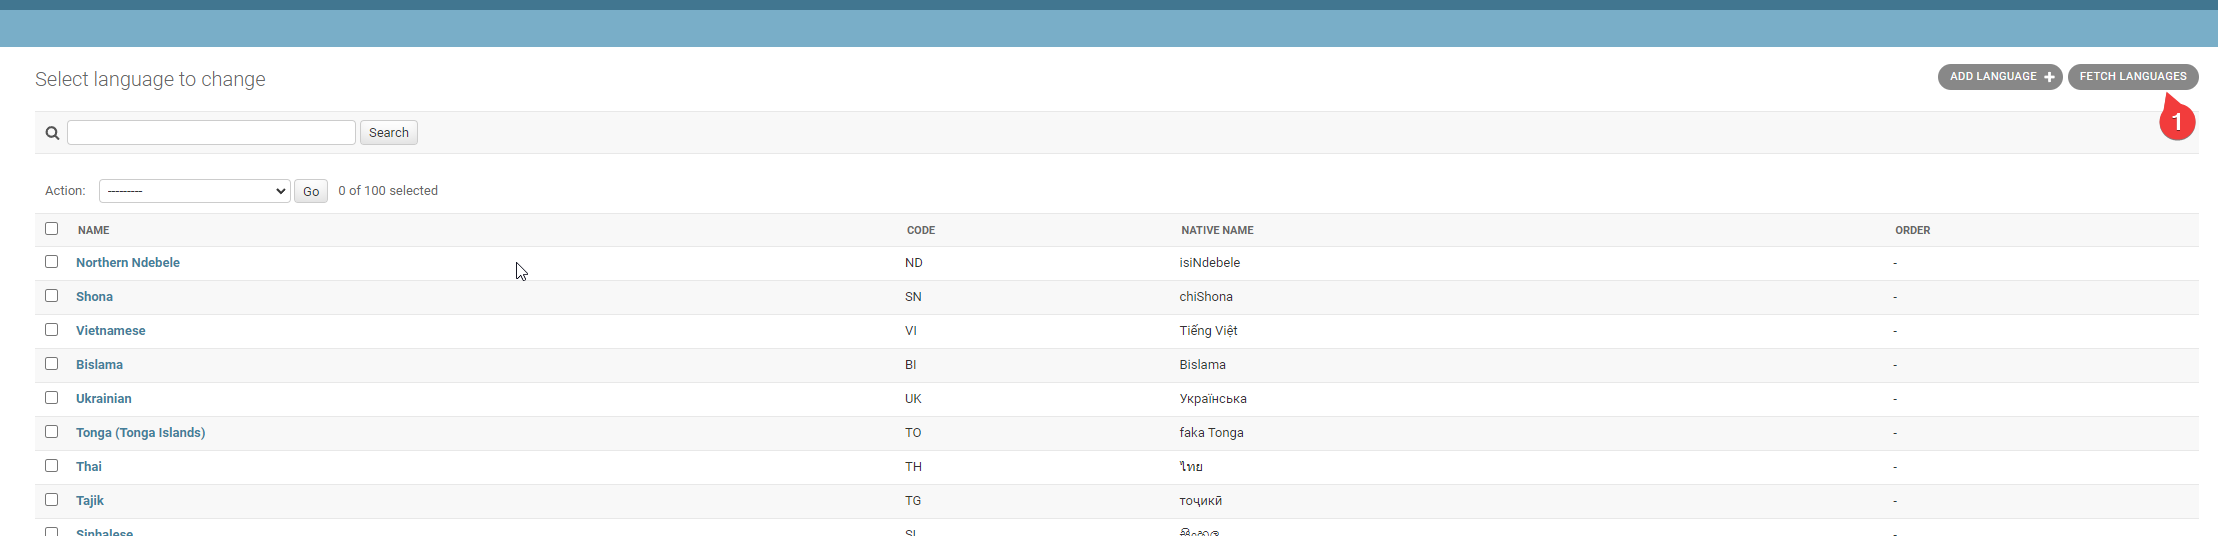 Select language to change
ADD LANGUAGE + FETCH LANGUAGES
1
Search
Action: --------- Go 0 of 100 selected
NAME CODE NATIVE NAME ORDER
Northern Ndebele ND isiNdebele -
Shona SN chiShona -
Vietnamese VI Tiếng Việt -
Bislama BI Bislama -
Ukrainian UK Українська -
Tonga (Tonga Islands) TO faka Tonga -
Thai TH ไทย -
Tajik TG тоҷикӣ -
Sinhalese SI සිංහල -